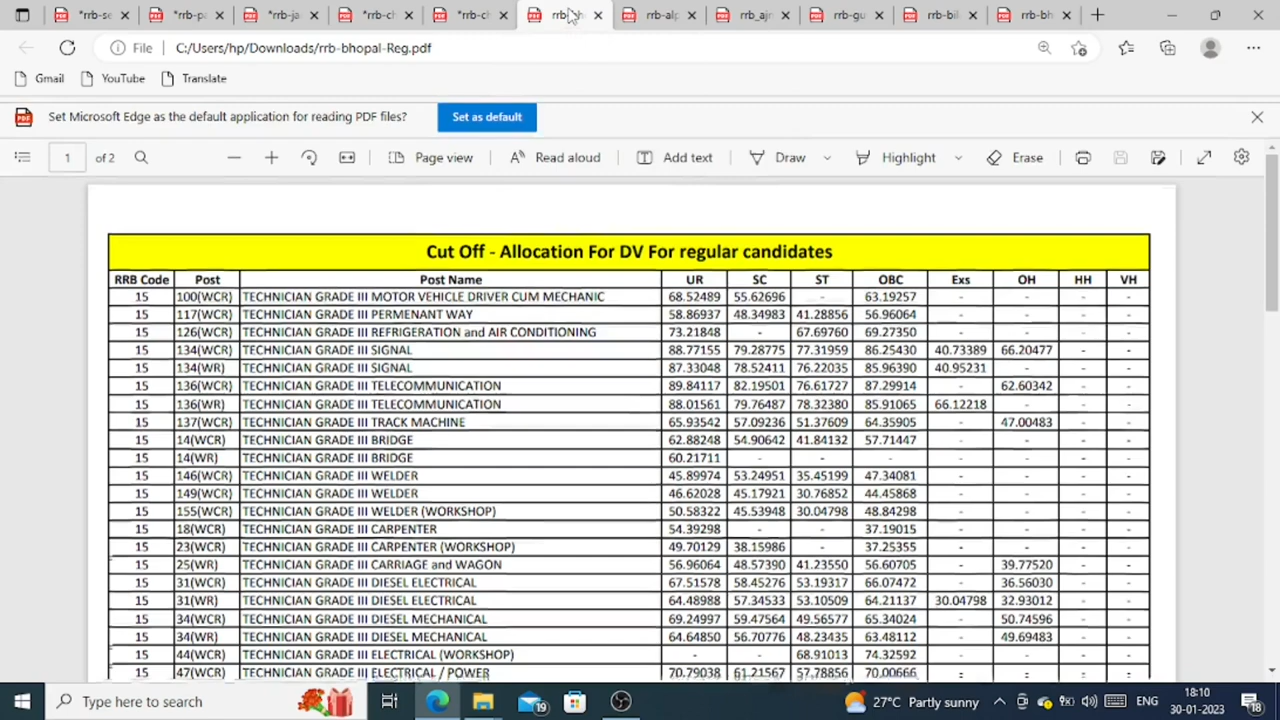 *rrb-se
*rrb-pa
*rrb-ja
*rrb-ch
*rrb-ch
rrb
rrb-alp
rrb_ajm
rrb-gu
rrb-bil
rrb-bh
File
C:/Users/hp/Downloads/rrb-bhopal-Reg.pdf
Gmail YouTube Translate
Set Microsoft Edge as the default application for reading PDF files? Set as default
1 of 2 Page view Read aloud Add text Draw Highlight Erase
Cut Off - Allocation For DV For regular candidates
RRB Code Post Post Name UR SC ST OBC Exs OH HH VH
15 100(WCR) TECHNICIAN GRADE III MOTOR VEHICLE DRIVER CUM MECHANIC 68.52489 55.62696 - 63.19257 - - - -
15 117(WCR) TECHNICIAN GRADE III PERMENANT WAY 58.86937 48.34983 41.28856 56.96064 - - - -
15 126(WCR) TECHNICIAN GRADE III REFRIGERATION and AIR CONDITIONING 73.21848 - 67.69760 69.27350 - - - -
15 134(WCR) TECHNICIAN GRADE III SIGNAL 88.77155 79.28775 77.31959 86.25430 40.73389 66.20477 - -
15 134(WR) TECHNICIAN GRADE III SIGNAL 87.33048 78.52411 76.22035 85.96390 40.95231 - - -
15 136(WCR) TECHNICIAN GRADE III TELECOMMUNICATION 89.84117 82.19501 76.61727 87.29914 - 62.60342 - -
15 136(WR) TECHNICIAN GRADE III TELECOMMUNICATION 88.01561 79.76487 78.32380 85.91065 66.12218 - - -
15 137(WCR) TECHNICIAN GRADE III TRACK MACHINE 65.93542 57.09236 51.37609 64.35905 - 47.00483 - -
15 14(WCR) TECHNICIAN GRADE III BRIDGE 62.88248 54.90642 41.84132 57.71447 - - - -
15 14(WR) TECHNICIAN GRADE III BRIDGE 60.21711 - - - - - - -
15 146(WCR) TECHNICIAN GRADE III WELDER 45.89974 53.24951 35.45199 47.34081 - - - -
15 149(WCR) TECHNICIAN GRADE III WELDER 46.62028 45.17921 30.76852 44.45868 - - - -
15 155(WCR) TECHNICIAN GRADE III WELDER (WORKSHOP) 50.58322 45.53948 30.04798 48.84298 - - - -
15 18(WCR) TECHNICIAN GRADE III CARPENTER 54.39298 - - 37.19015 - - - -
15 23(WCR) TECHNICIAN GRADE III CARPENTER (WORKSHOP) 49.70129 38.15986 - 37.25355 - - - -
15 25(WR) TECHNICIAN GRADE III CARRIAGE and WAGON 56.96064 48.57390 41.23550 56.60705 - 39.77520 - -
15 31(WCR) TECHNICIAN GRADE III DIESEL ELECTRICAL 67.51578 58.45276 53.19317 66.07472 - 36.56030 - -
15 31(WR) TECHNICIAN GRADE III DIESEL ELECTRICAL 64.48988 57.34533 53.10509 64.21137 30.04798 32.93012 - -
15 34(WCR) TECHNICIAN GRADE III DIESEL MECHANICAL 69.24997 59.47564 49.56577 65.34024 - 50.74596 - -
15 34(WR) TECHNICIAN GRADE III DIESEL MECHANICAL 64.64850 56.70776 48.23435 63.48112 - 49.69483 - -
15 44(WCR) TECHNICIAN GRADE III ELECTRICAL (WORKSHOP) - - 68.91013 74.32592 - - - -
15 47(WCR) TECHNICIAN GRADE III ELECTRICAL / POWER 70.79038 61.21567 57.78856 70.00666 - - - -
Type here to search
19
27°C Partly sunny
ENG
18:10
30-01-2023
18